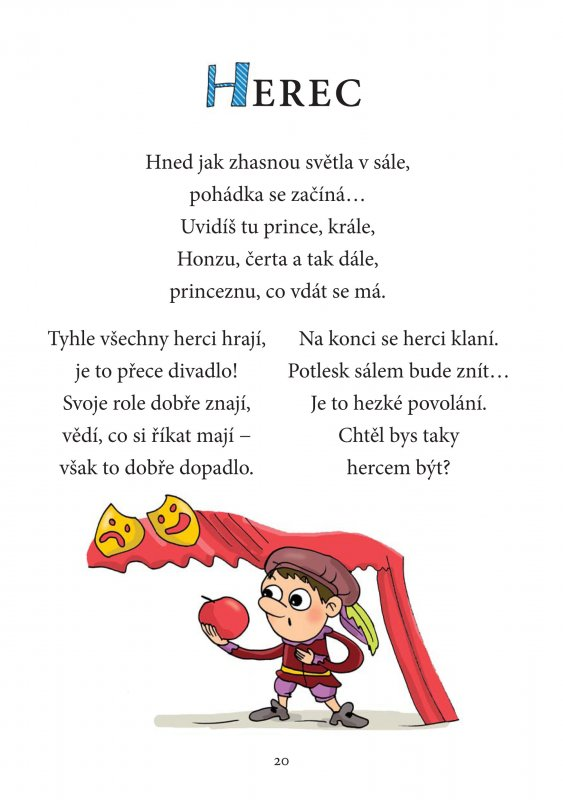 HEREC
Hned jak zhasnou světla v sále,
pohádka se začíná…
Uvidíš tu prince, krále,
Honzu, čerta a tak dále,
princeznu, co vdát se má.
Tyhle všechny herci hrají,
je to přece divadlo!
Svoje role dobře znají,
vědí, co si říkat mají –
však to dobře dopadlo.
Na konci se herci klaní.
Potlesk sálem bude znít…
Je to hezké povolání.
Chtěl bys taky
hercem být?
20